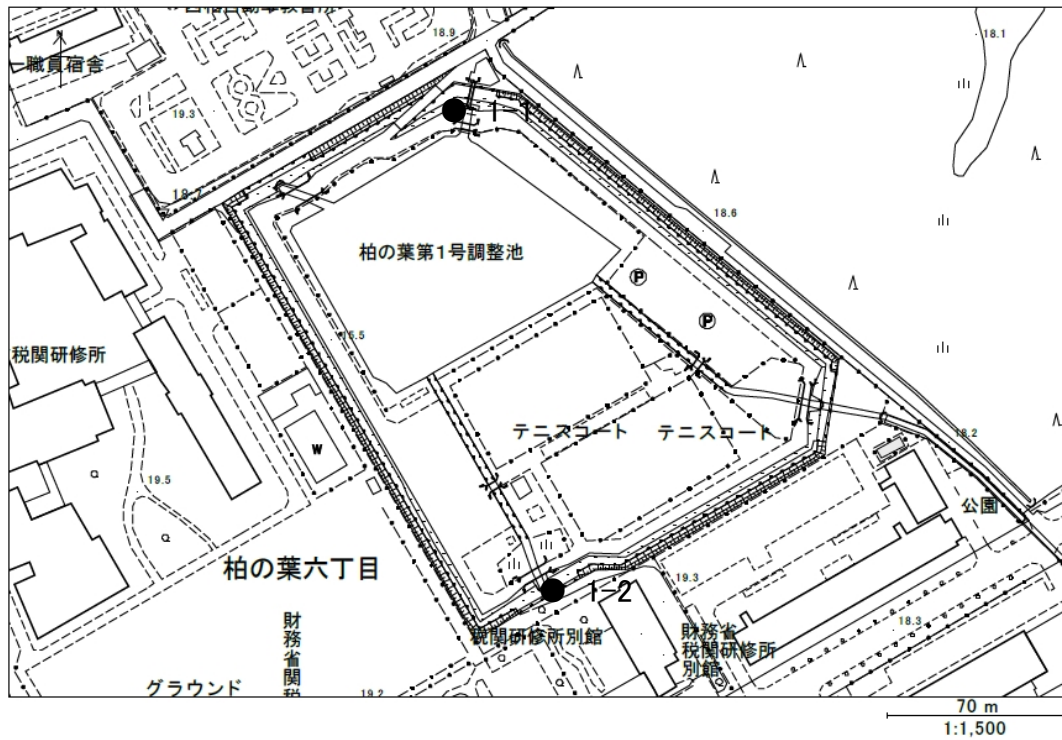 18.9
18.1
職員宿舎
19.3
1-1
18.7
18.6
柏の葉第1号調整池
P
P
15.5
税関研修所
テニスコート テニスコート
W
18.2
19.5
公園
柏の葉六丁目
19.3
1-2
18.3
税関研修所別館
財務省
税関研修所
別館
財務省関税
グラウンド
19.2
70 m
1:1,500